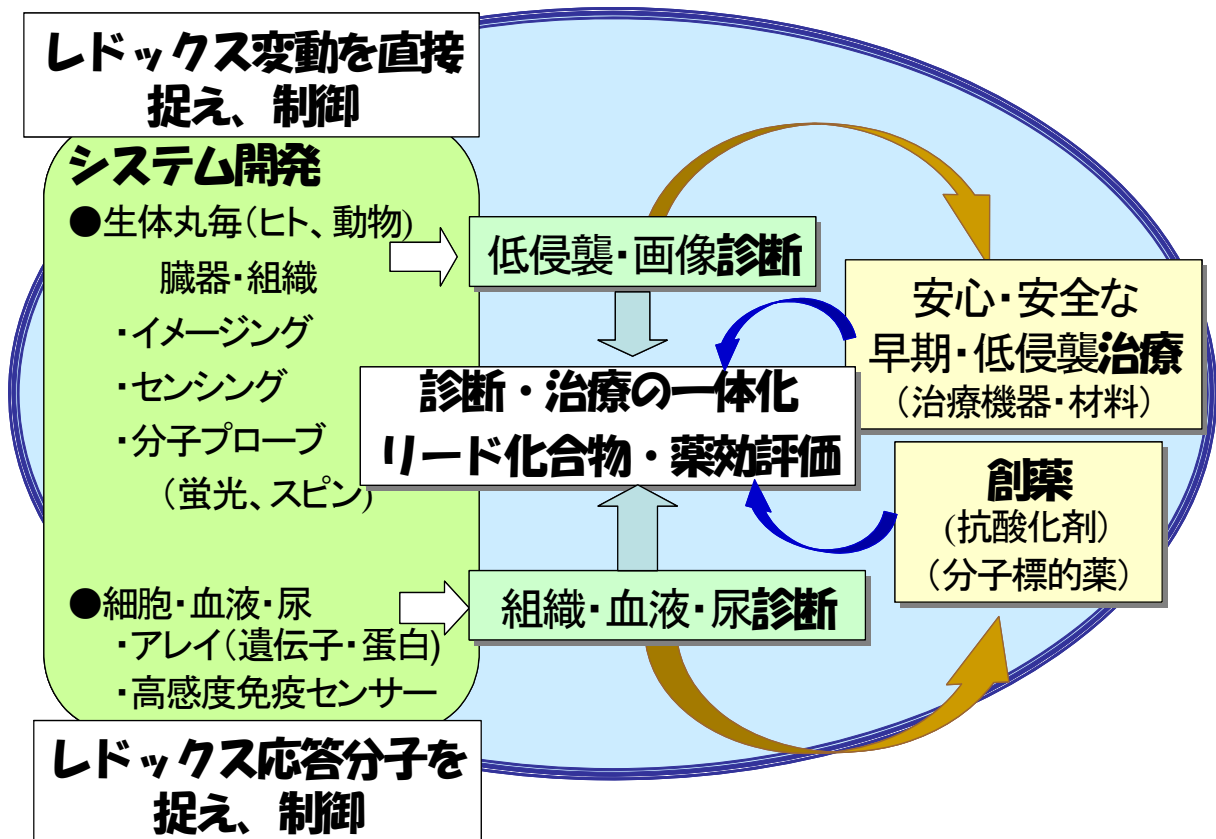 レドックス変動を直接
捉え、制御
システム開発
●生体丸毎(ヒト、動物)
臓器・組織
・イメージング
・センシング
・分子プローブ
(蛍光、スピン)
●細胞・血液・尿
・アレイ(遺伝子・蛋白)
・高感度免疫センサー
レドックス応答分子を
捉え、制御
低侵襲・画像診断
診断・治療の一体化
リード化合物・薬効評価
組織・血液・尿診断
安心・安全な
早期・低侵襲治療
(治療機器・材料)
創薬
(抗酸化剤)
(分子標的薬)